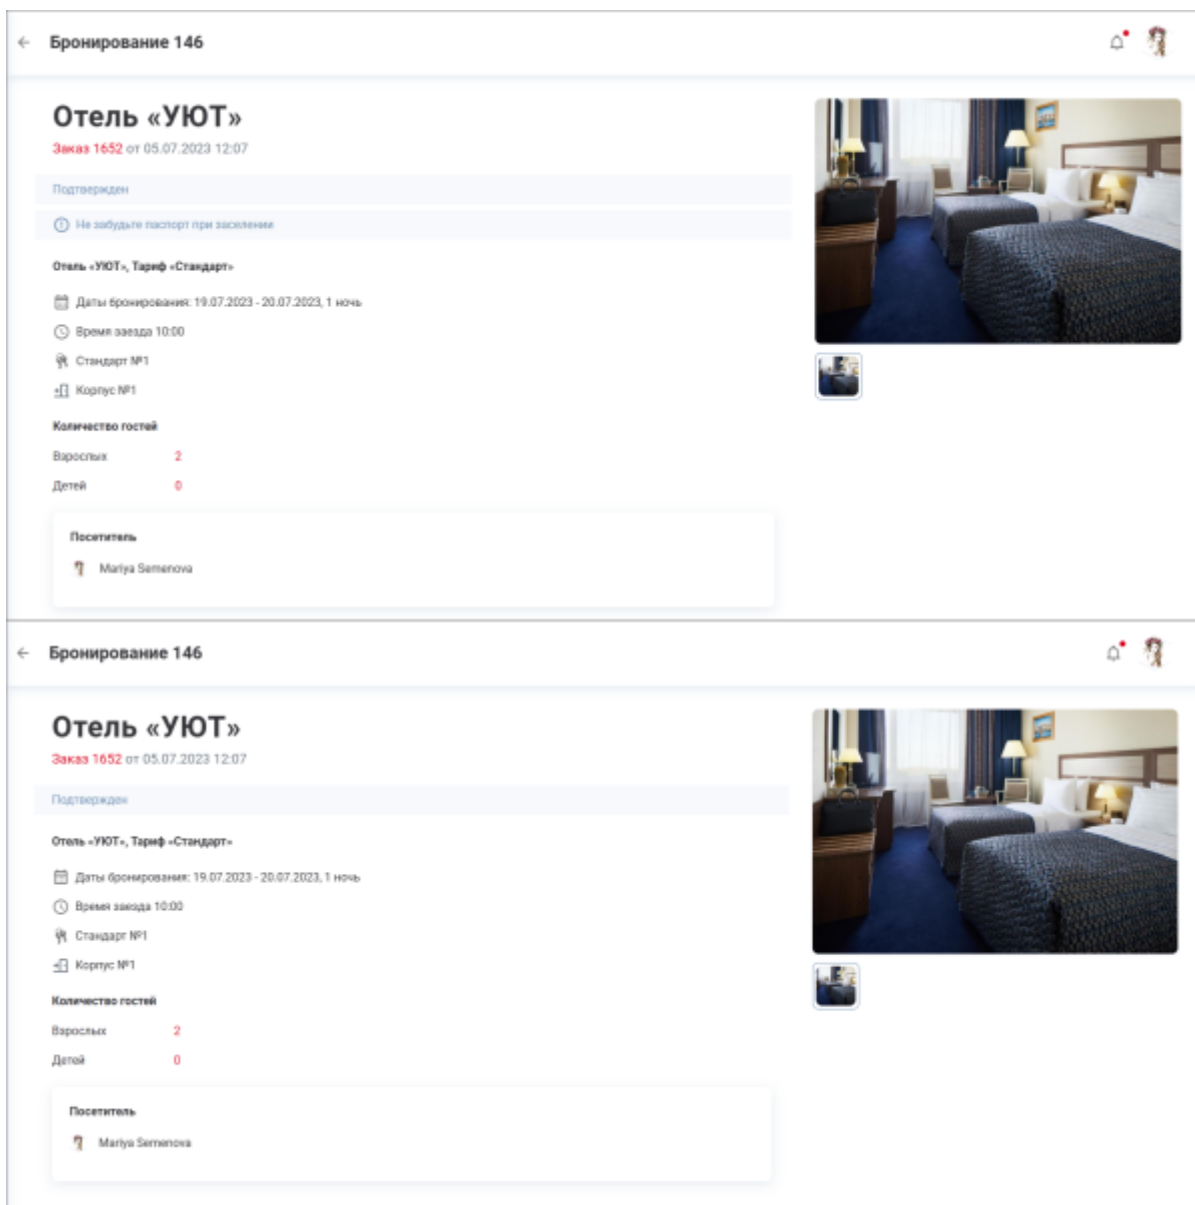 Бронирование 146
Отель «УЮТ»
Заказ 1652 от 05.07.2023 12:07
Подтвержден
Не забудьте паспорт при заселении
Отель «УЮТ», Тариф «Стандарт»
Даты бронирования: 19.07.2023 - 20.07.2023, 1 ночь
Время заезда 10:00
Стандарт №1
Корпус №1
Количество гостей
Взрослых 2
Детей 0
Посетитель
Mariya Semenova
Бронирование 146
Отель «УЮТ»
Заказ 1652 от 05.07.2023 12:07
Подтвержден
Отель «УЮТ», Тариф «Стандарт»
Даты бронирования: 19.07.2023 - 20.07.2023, 1 ночь
Время заезда 10:00
Стандарт №1
Корпус №1
Количество гостей
Взрослых 2
Детей 0
Посетитель
Mariya Semenova